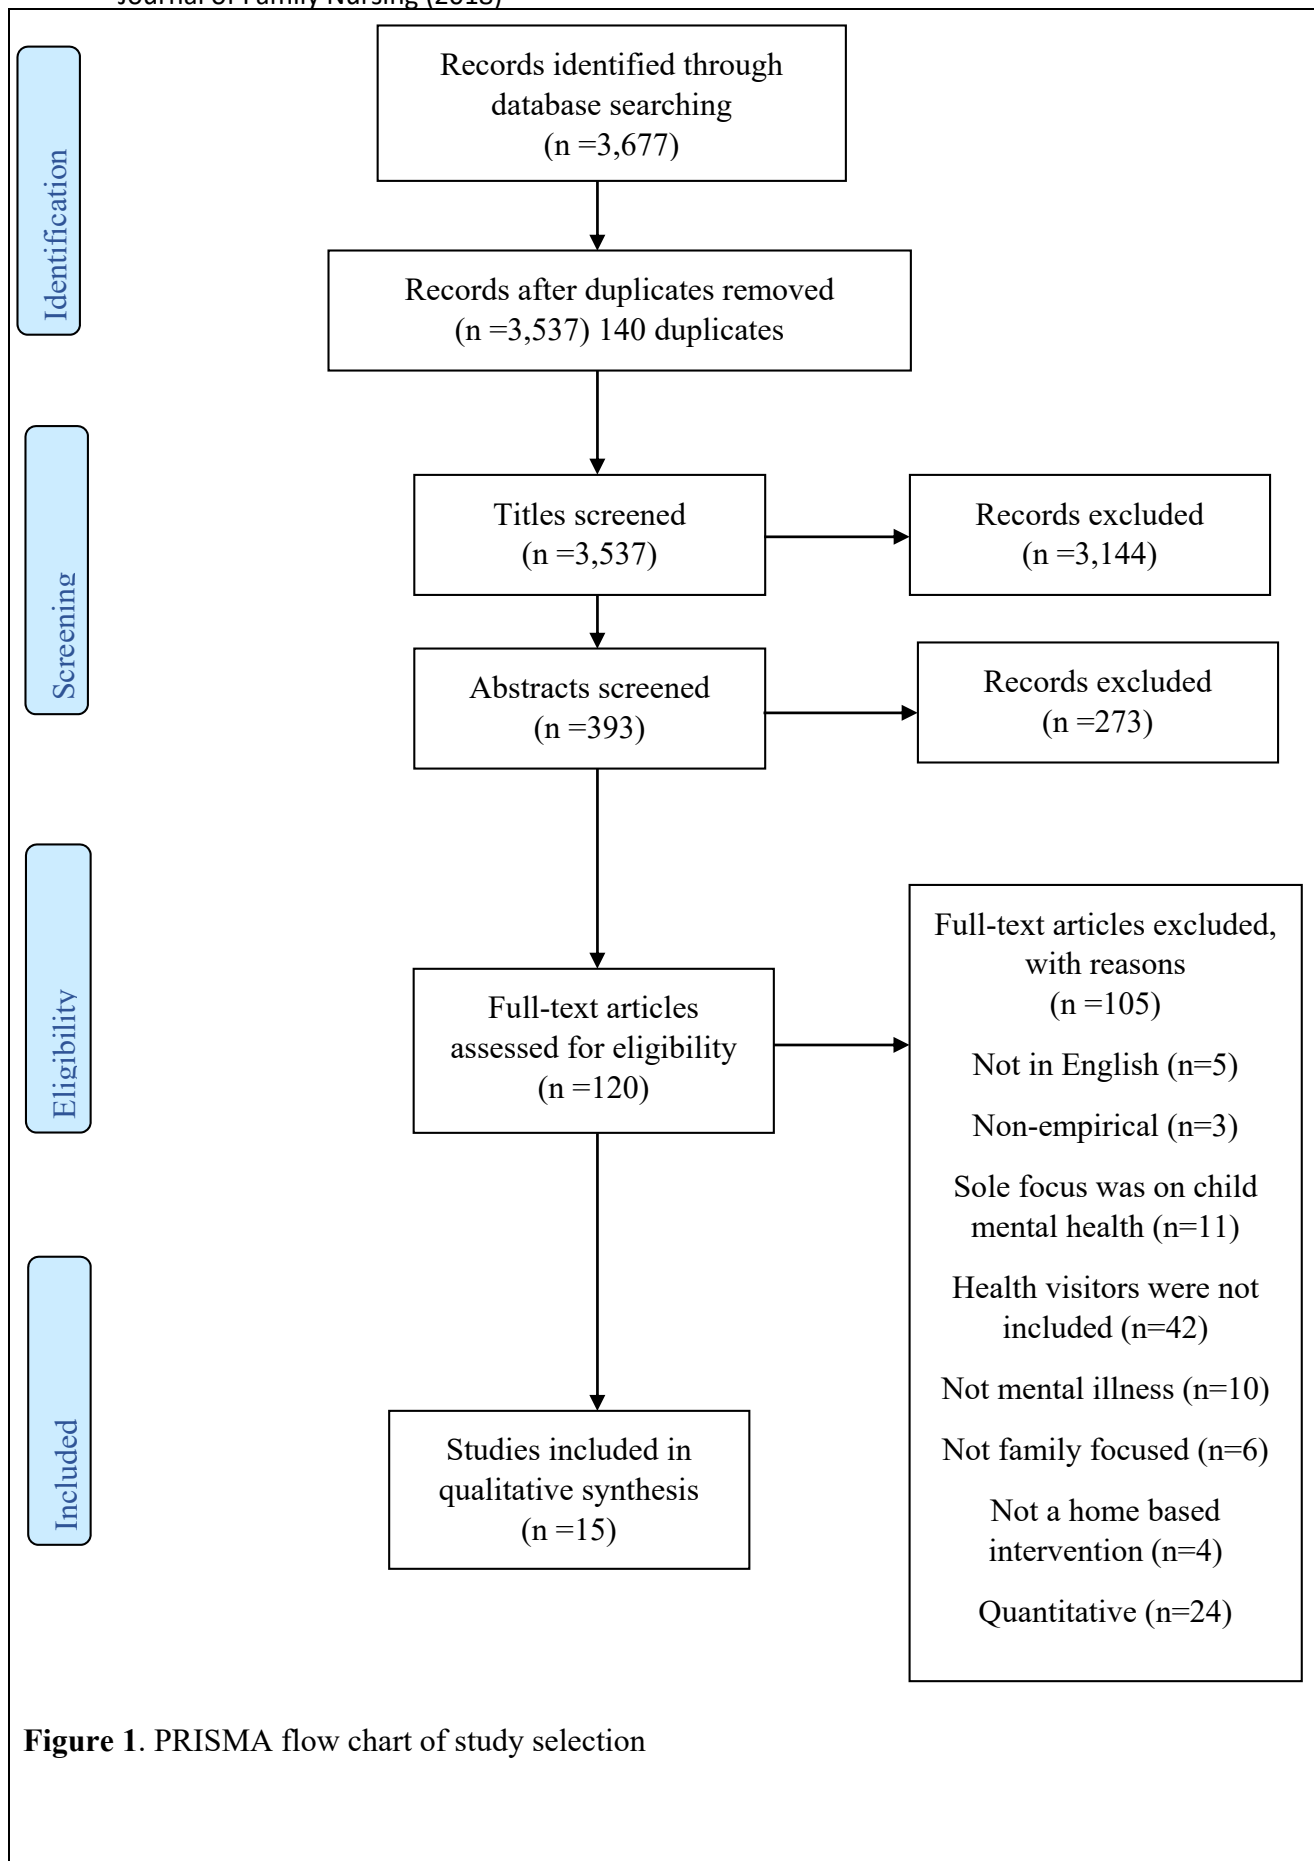 Journal of Family Nursing (2018)
Identification
Records identified through
database searching
(n =3,677)
Records after duplicates removed
(n =3,537) 140 duplicates
Screening
Titles screened
(n =3,537)
Records excluded
(n =3,144)
Abstracts screened
(n =393)
Records excluded
(n =273)
Eligibility
Full-text articles
assessed for eligibility
(n =120)
Full-text articles excluded,
with reasons
(n =105)
Not in English (n=5)
Non-empirical (n=3)
Sole focus was on child
mental health (n=11)
Health visitors were not
included (n=42)
Not mental illness (n=10)
Not family focused (n=6)
Not a home based
intervention (n=4)
Quantitative (n=24)
Included
Studies included in
qualitative synthesis
(n =15)
Figure 1. PRISMA flow chart of study selection